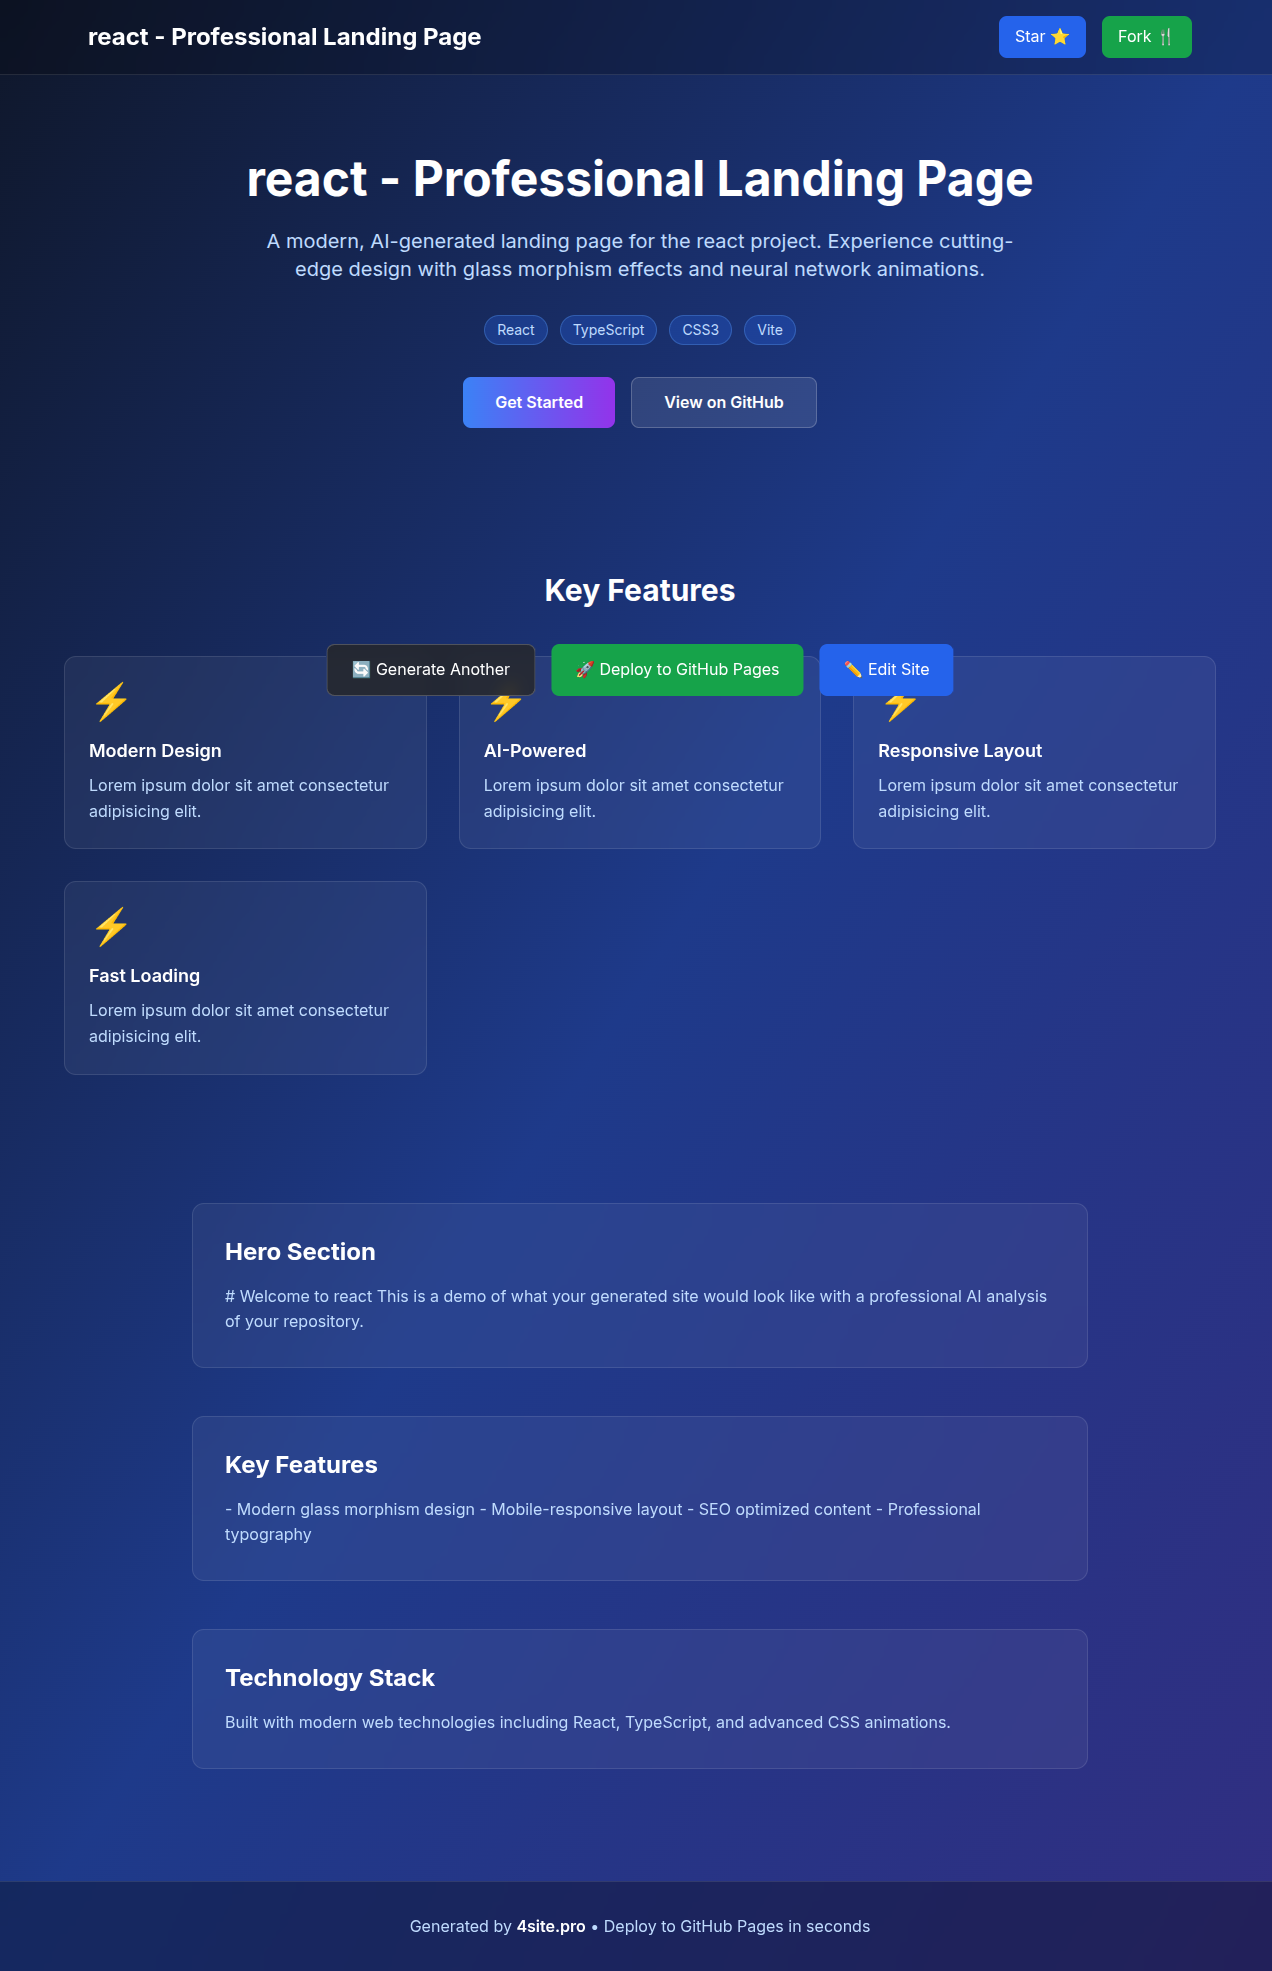 react - Professional Landing Page
Star ⭐
Fork 🍴
react - Professional Landing Page
A modern, AI-generated landing page for the react project. Experience cutting-
edge design with glass morphism effects and neural network animations.
React
TypeScript
CSS3
Vite
Get Started
View on GitHub
Key Features
🔄 Generate Another
🚀 Deploy to GitHub Pages
✏️ Edit Site
⚡
Modern Design
Lorem ipsum dolor sit amet consectetur
adipisicing elit.
⚡
AI-Powered
Lorem ipsum dolor sit amet consectetur
adipisicing elit.
⚡
Responsive Layout
Lorem ipsum dolor sit amet consectetur
adipisicing elit.
⚡
Fast Loading
Lorem ipsum dolor sit amet consectetur
adipisicing elit.
Hero Section
# Welcome to react This is a demo of what your generated site would look like with a professional AI analysis
of your repository.
Key Features
- Modern glass morphism design - Mobile-responsive layout - SEO optimized content - Professional
typography
Technology Stack
Built with modern web technologies including React, TypeScript, and advanced CSS animations.
Generated by 4site.pro • Deploy to GitHub Pages in seconds